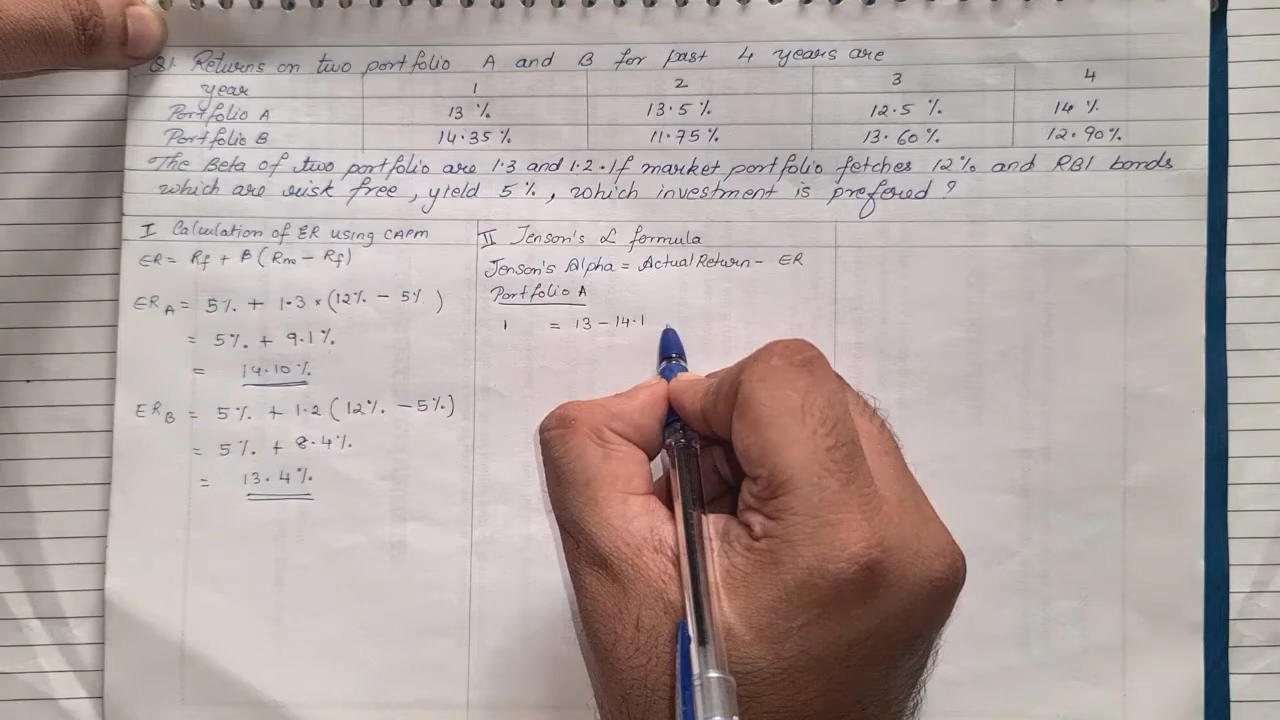 Q1. Returns on two portfolio A and B for past 4 years are
year 1 2 3 4
Portfolio A 13 % 13.5 % 12.5 % 14 %
Portfolio B 14.35 % 11.75 % 13.60 % 12.90 %
The Beta of two portfolio are 1.3 and 1.2. If market portfolio fetches 12% and RBI bonds
which are risk free, yield 5 %, which investment is prefored ?
I Calculation of ER using CAPM
ER = Rf + β (Rm - Rf)
ERA = 5% + 1.3 × (12% - 5% )
= 5% + 9.1%
= 14.10 %
ERB = 5% + 1.2 ( 12% - 5%)
= 5% + 8.4%
= 13.4 %
II Jenson's α formula
Jenson's Alpha = Actual Return - ER
Portfolio A
1 = 13 - 14.1